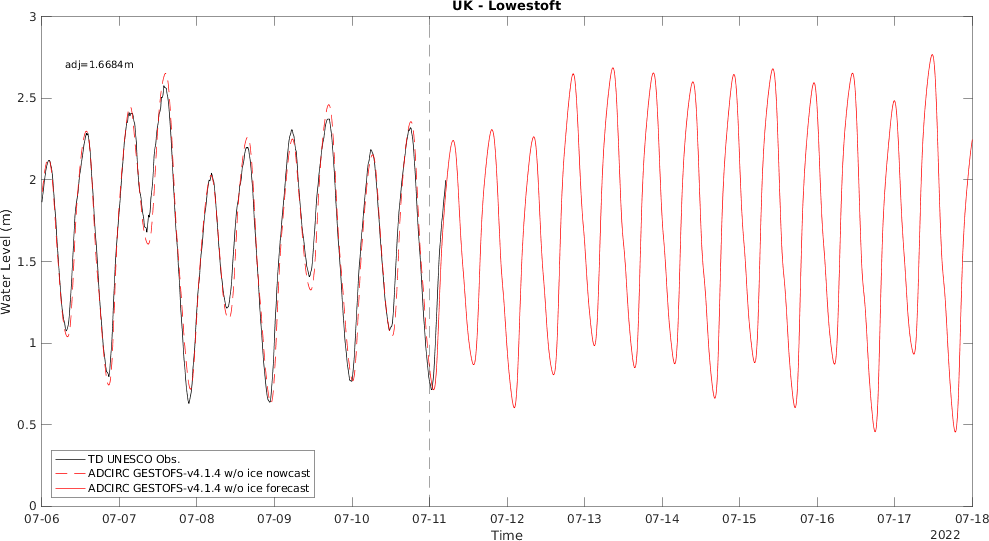 UK - Lowestoft
adj=1.6684m
3
2.5
2
1.5
1
0.5
0
Water Level (m)
TD UNESCO Obs.
ADCIRC GESTOFS-v4.1.4 w/o ice nowcast
ADCIRC GESTOFS-v4.1.4 w/o ice forecast
07-06 07-07 07-08 07-09 07-10 07-11 07-12 07-13 07-14 07-15 07-16 07-17 07-18
Time
2022